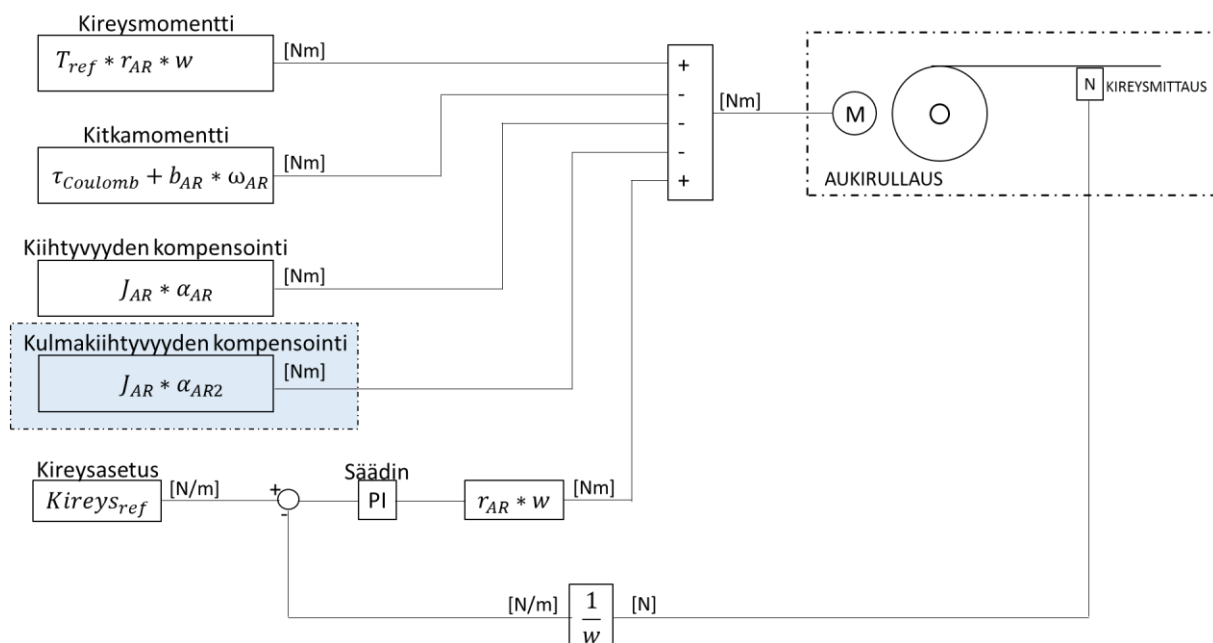 Kireysmomentti
T_ref * r_AR * w
[Nm]
Kitkamomentti
τ_Coulomb + b_AR * ω_AR
[Nm]
Kiihtyvyyden kompensointi
J_AR * α_AR
[Nm]
Kulmakiihtyvyyden kompensointi
J_AR * α_AR2
[Nm]
Kireysasetus
Kireys_ref
[N/m]
+
-
Säädin
PI
r_AR * w
[Nm]
+
-
-
-
+
[Nm]
M
N
KIREYSMITTAUS
AUKIRULLAUS
[N/m]
1
w
[N]